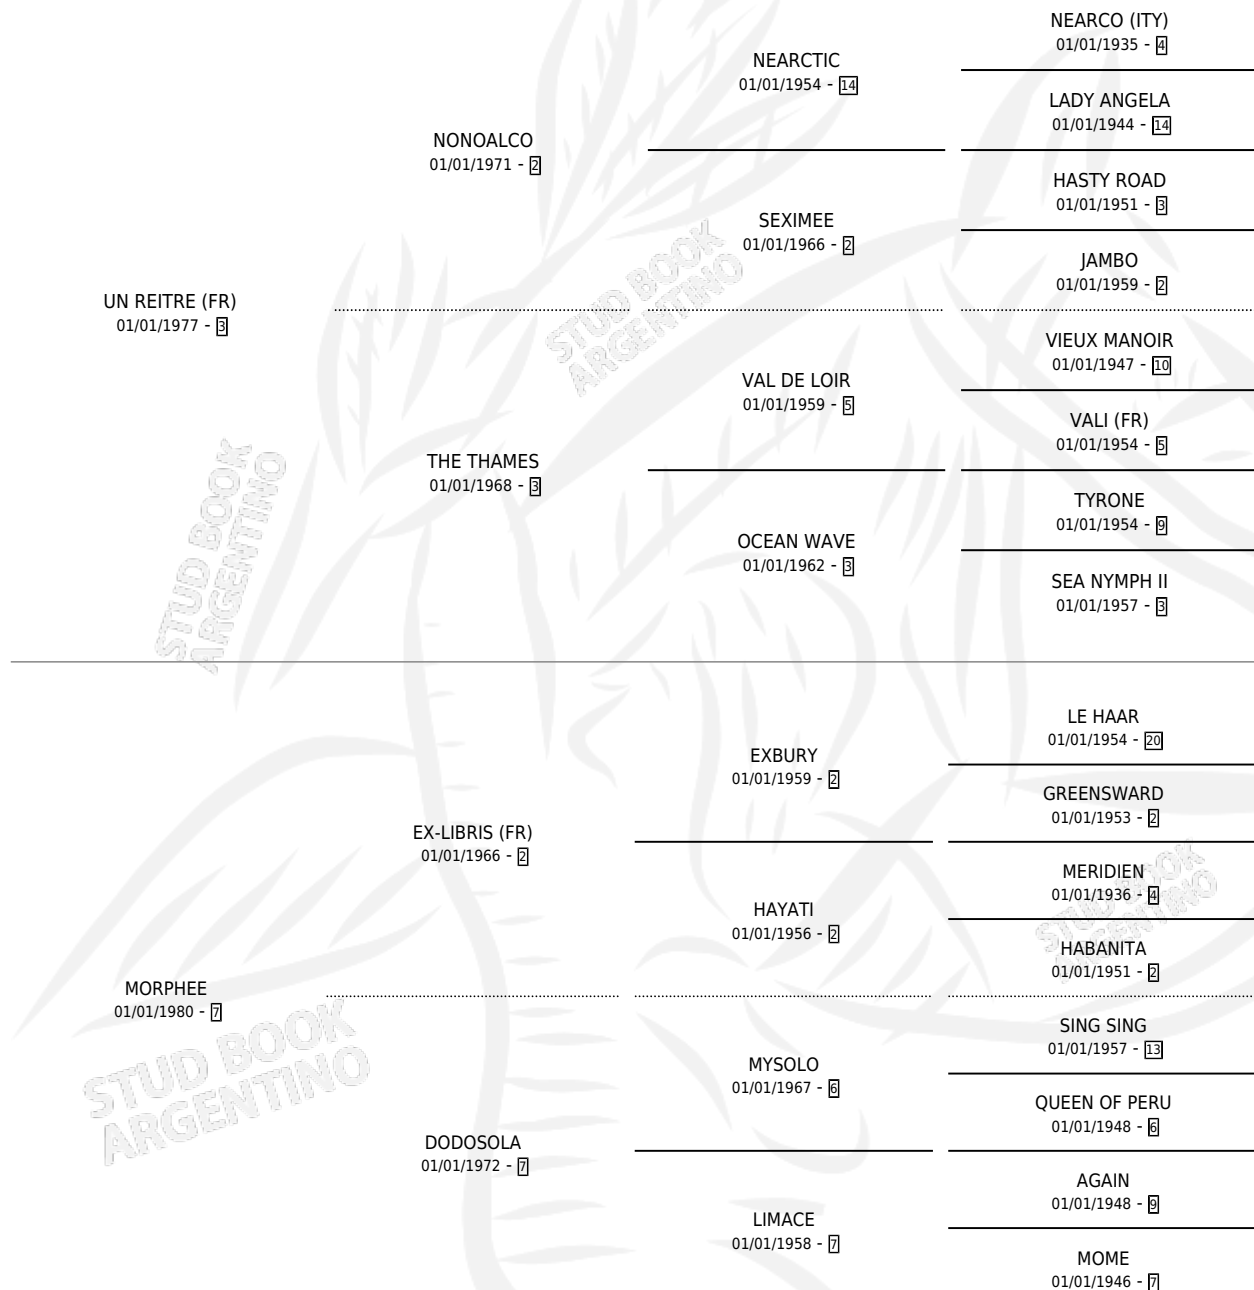 NEARCO (ITY)
01/01/1935 - 4
NEARCTIC
01/01/1954 - 14
LADY ANGELA
01/01/1944 - 14
NONOALCO
01/01/1971 - 2
HASTY ROAD
01/01/1951 - 3
SEXIMEE
01/01/1966 - 2
JAMBO
01/01/1959 - 2
UN REITRE (FR)
01/01/1977 - 3
VIEUX MANOIR
01/01/1947 - 10
VAL DE LOIR
01/01/1959 - 5
VALI (FR)
01/01/1954 - 5
THE THAMES
01/01/1968 - 3
TYRONE
01/01/1954 - 9
OCEAN WAVE
01/01/1962 - 3
SEA NYMPH II
01/01/1957 - 3
STUD BOOK
ARGENTINO
STUD BOOK
ARGENTINO
LE HAAR
01/01/1954 - 20
EXBURY
01/01/1959 - 2
GREENSWARD
01/01/1953 - 2
EX-LIBRIS (FR)
01/01/1966 - 2
MERIDIEN
01/01/1936 - 4
HAYATI
01/01/1956 - 2
HABANITA
01/01/1951 - 2
MORPHEE
01/01/1980 - 7
SING SING
01/01/1957 - 13
MYSOLO
01/01/1967 - 6
QUEEN OF PERU
01/01/1948 - 6
DODOSOLA
01/01/1972 - 7
AGAIN
01/01/1948 - 9
LIMACE
01/01/1958 - 7
MOME
01/01/1946 - 7
STUD BOOK
ARGENTINO
STUD BOOK
ARGENTINO